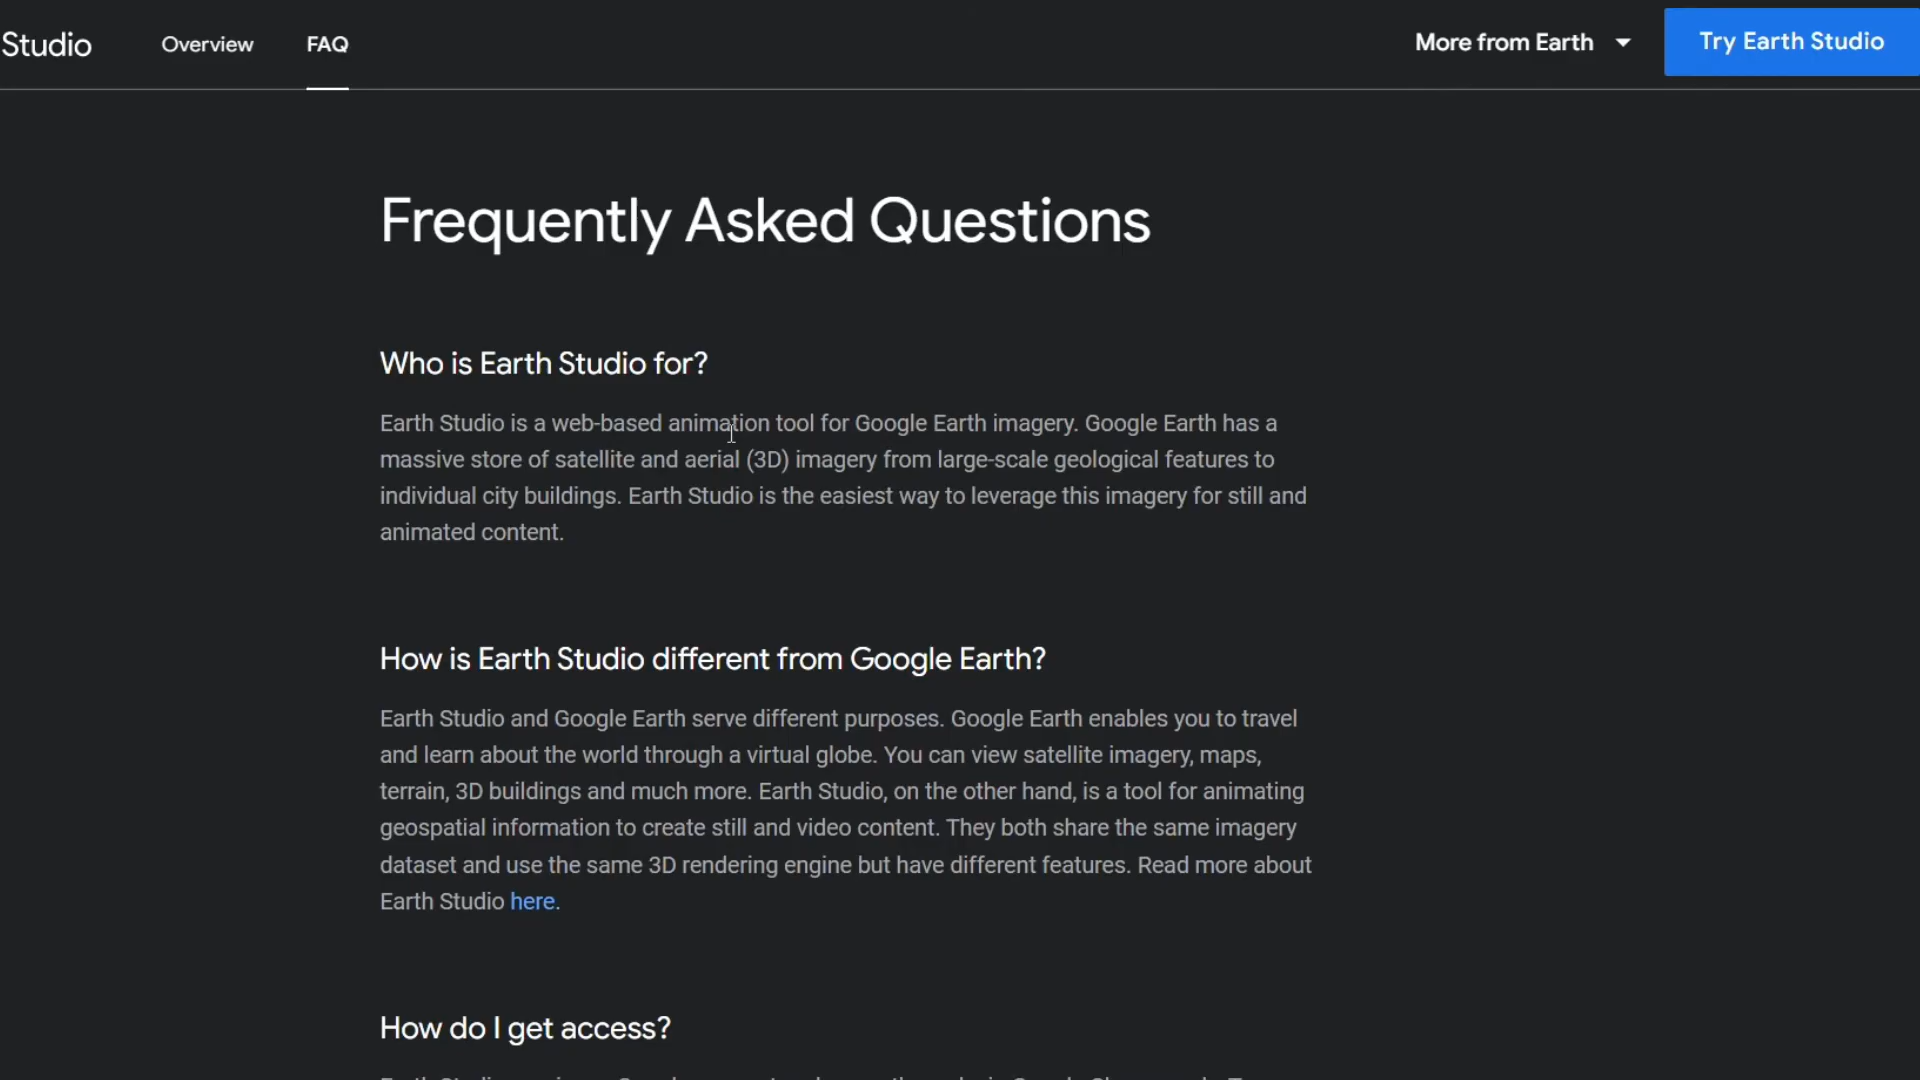 Studio Overview FAQ More from Earth Try Earth Studio
Frequently Asked Questions
Who is Earth Studio for?
Earth Studio is a web-based animation tool for Google Earth imagery. Google Earth has a
massive store of satellite and aerial (3D) imagery from large-scale geological features to
individual city buildings. Earth Studio is the easiest way to leverage this imagery for still and
animated content.
How is Earth Studio different from Google Earth?
Earth Studio and Google Earth serve different purposes. Google Earth enables you to travel
and learn about the world through a virtual globe. You can view satellite imagery, maps,
terrain, 3D buildings and much more. Earth Studio, on the other hand, is a tool for animating
geospatial information to create still and video content. They both share the same imagery
dataset and use the same 3D rendering engine but have different features. Read more about
Earth Studio here.
How do I get access?